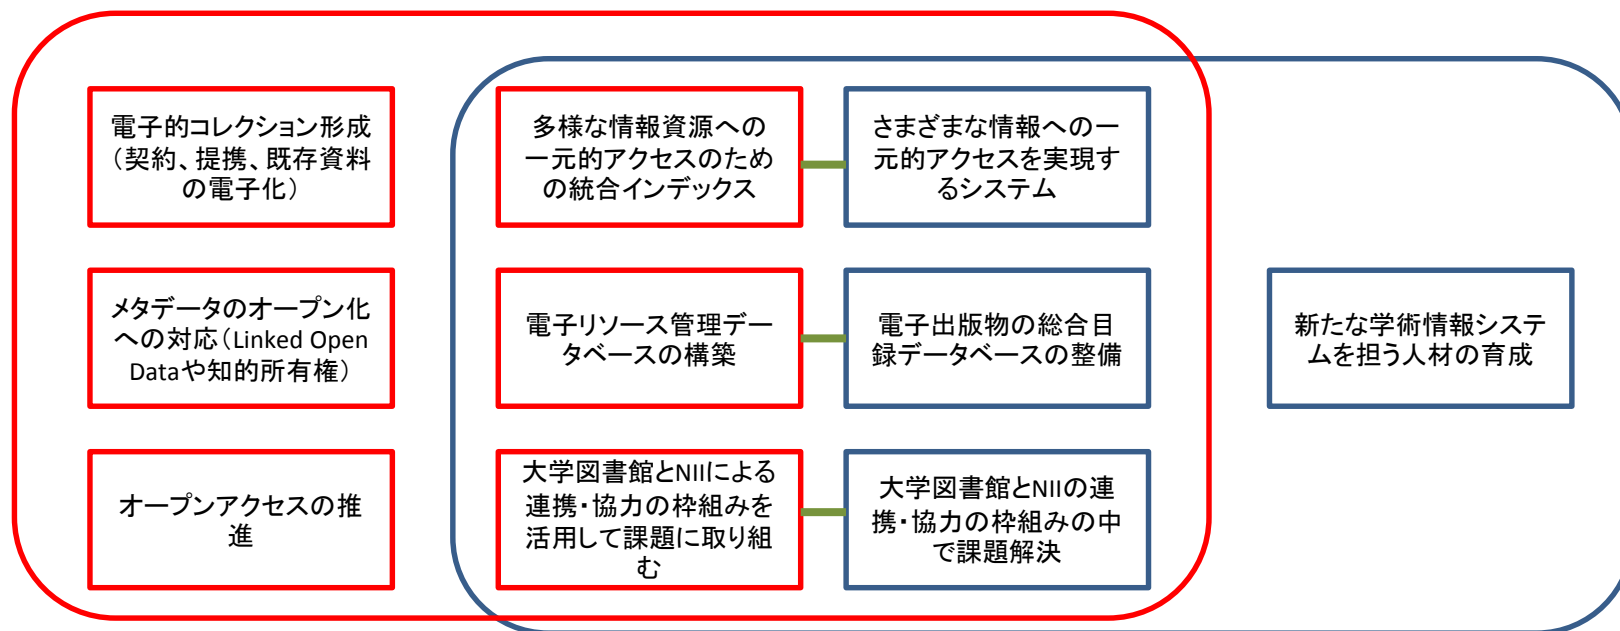 電子的コレクション形成
（契約、提携、既存資料
の電子化）
多様な情報資源への
一元的アクセスのため
の統合インデックス
さまざまな情報への一
元的アクセスを実現す
るシステム
メタデータのオープン化
への対応（Linked Open
Dataや知的所有権）
電子リソース管理デー
タベースの構築
電子出版物の総合目
録データベースの整備
新たな学術情報システ
ムを担う人材の育成
オープンアクセスの推
進
大学図書館とNIIによる
連携・協力の枠組みを
活用して課題に取り組
む
大学図書館とNIIの連
携・協力の枠組みの中
で課題解決